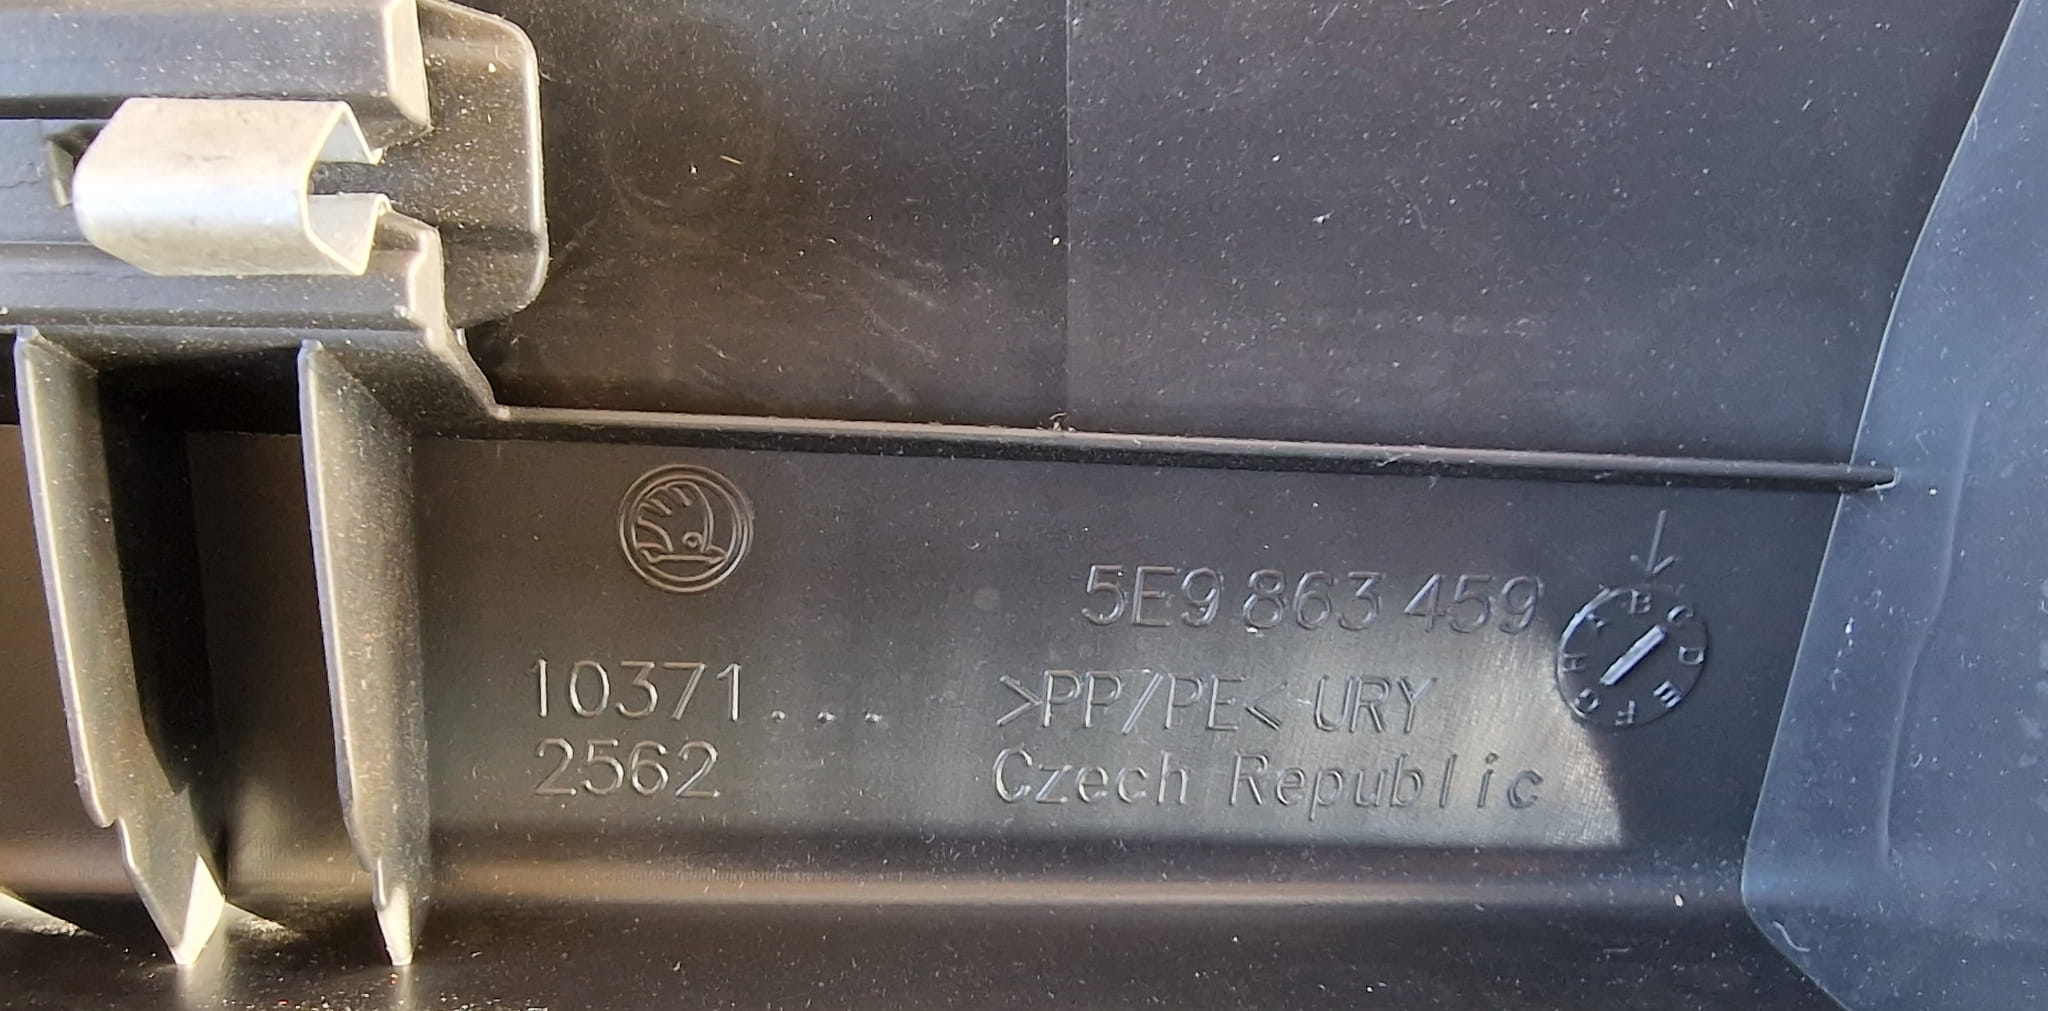 5E9 863 459
10371...
>PP/PE< URY
2562
Czech Republic
B C D E F G H